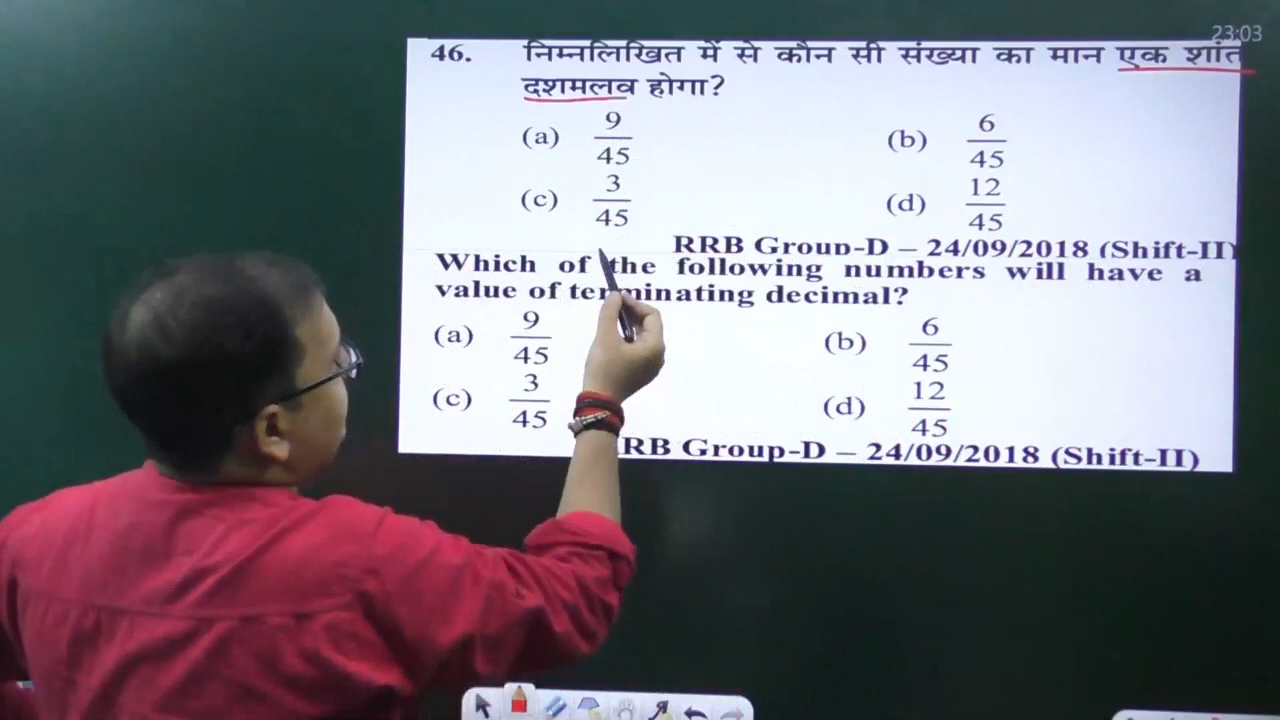 23:03
46. निम्नलिखित में से कौन सी संख्या का मान एक शांत
दशमलव होगा?
(a) 9/45 (b) 6/45
(c) 3/45 (d) 12/45
RRB Group-D – 24/09/2018 (Shift-II)
Which of the following numbers will have a
value of terminating decimal?
(a) 9/45 (b) 6/45
(c) 3/45 (d) 12/45
RB Group-D – 24/09/2018 (Shift-II)